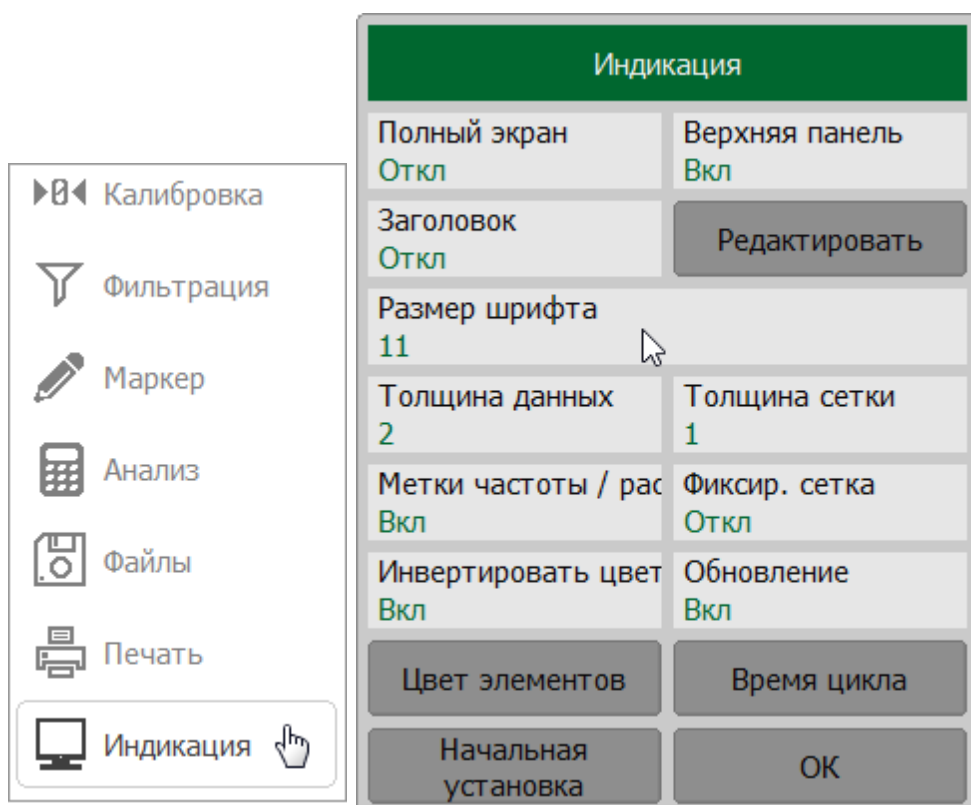 Калибровка
Фильтрация
Маркер
Анализ
Файлы
Печать
Индикация
Индикация
Полный экран
Откл
Верхняя панель
Вкл
Заголовок
Откл
Редактировать
Размер шрифта
11
Толщина данных
2
Толщина сетки
1
Метки частоты / рас
Вкл
Фиксир. сетка
Откл
Инвертировать цвет
Вкл
Обновление
Вкл
Цвет элементов
Время цикла
Начальная
установка
ОК